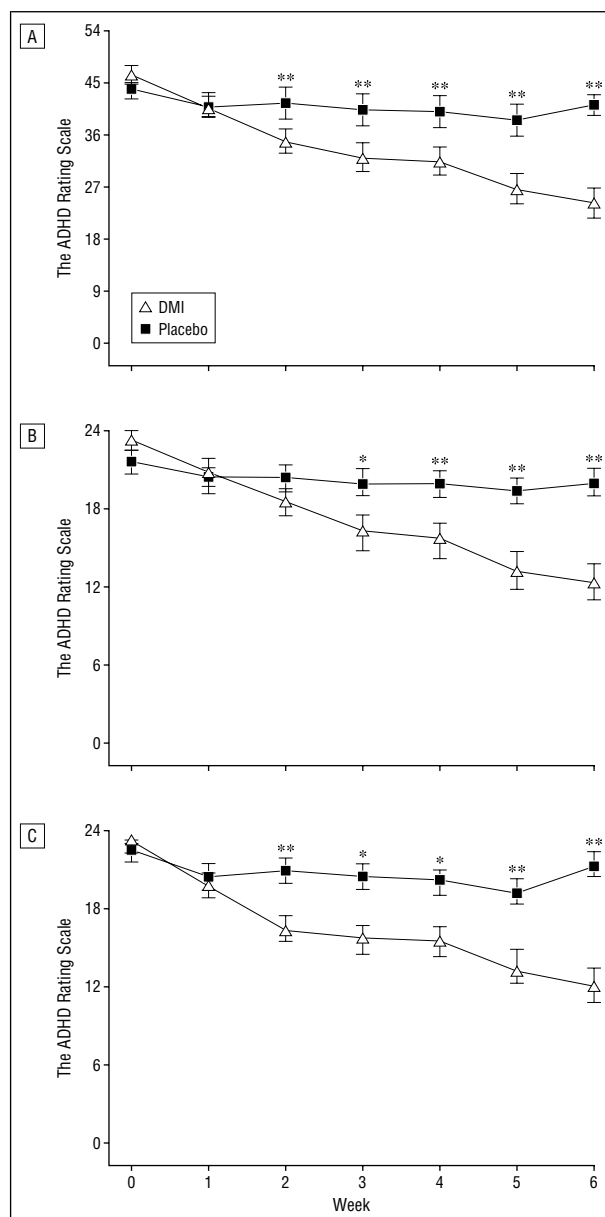 A
54
45
36
27
18
9
0
The ADHD Rating Scale
** ** ** ** **
DMI
Placebo
B
24
18
12
6
0
The ADHD Rating Scale
* ** ** **
C
24
18
12
6
0
The ADHD Rating Scale
** * * ** **
0 1 2 3 4 5 6
Week